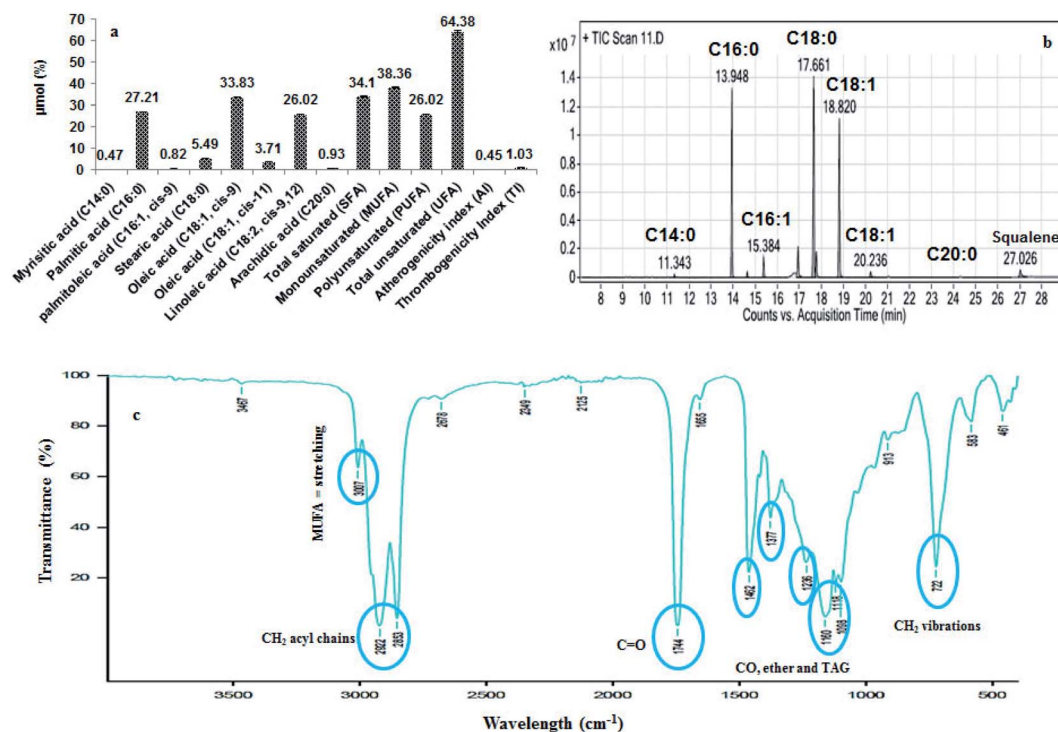 a
μmol (%)
70
60
50
40
30
20
10
0
0.47
27.21
0.82
5.49
33.83
3.71
26.02
0.93
34.1
38.36
26.02
64.38
0.45
1.03
Myrisitic acid (C14:0)
Palmitic acid (C16:0)
palmitoleic acid (C16:1, cis-9)
Stearic acid (C18:0)
Oleic acid (C18:1, cis-9)
Oleic acid (C18:1, cis-11)
Linoleic acid (C18:2, cis-9,12)
Arachidic acid (C20:0)
Total saturated (SFA)
Monounsaturated (MUFA)
Polyunsaturated (PUFA)
Total unsaturated (UFA)
Atherogenicity index (AI)
Thrombogenicity Index (TI)
b
x10⁷
+ TIC Scan 11.D
1.4
1.2
1
0.8
0.6
0.4
0.2
0
C14:0
11.343
C16:0
13.948
C16:1
15.384
C18:0
17.661
C18:1
18.820
C18:1
20.236
C20:0
Squalene
27.026
8 9 10 11 12 13 14 15 16 17 18 19 20 21 22 23 24 25 26 27 28
Counts vs. Acquisition Time (min)
c
Transmittance (%)
100
80
60
40
20
3467
3007
2922
2853
2678
2349
2125
1744
1655
1462
1377
1236
1160
1118
1098
913
722
583
461
MUFA = stretching
CH₂ acyl chains
C=O
CO, ether and TAG
CH₂ vibrations
3500 3000 2500 2000 1500 1000 500
Wavelength (cm⁻¹)